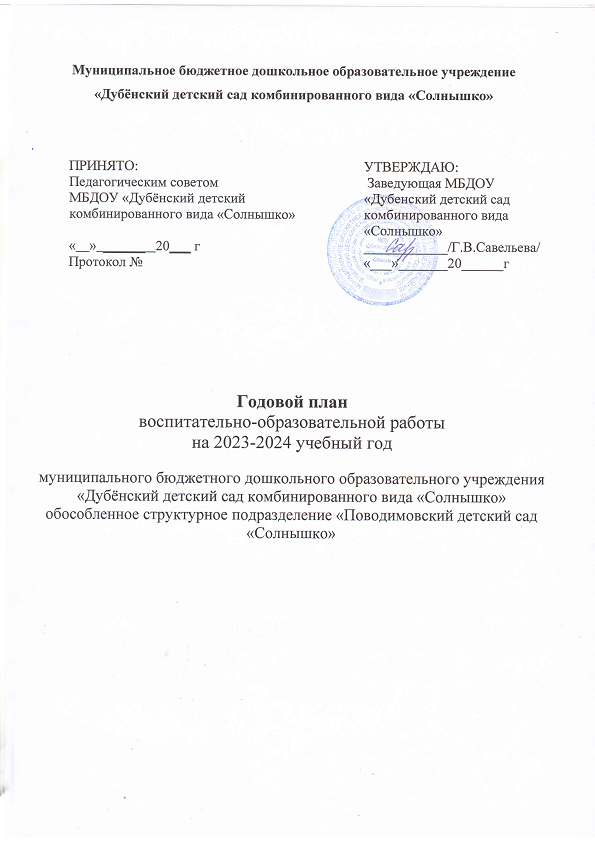 Муниципальное бюджетное дошкольное образовательное учреждение
«Дубёнский детский сад комбинированного вида «Солнышко»
ПРИНЯТО:
Педагогическим советом
МБДОУ «Дубёнский детский
комбинированного вида «Солнышко»
«__»________20___ г
Протокол №
УТВЕРЖДАЮ:
Заведующая МБДОУ
«Дубенский детский сад
комбинированного вида
«Солнышко»
____________/Г.В.Савельева/
«___»_______20______г
Годовой план
воспитательно-образовательной работы
на 2023-2024 учебный год
муниципального бюджетного дошкольного образовательного учреждения
«Дубёнский детский сад комбинированного вида «Солнышко»
обособленное структурное подразделение «Поводимовский детский сад
«Солнышко»